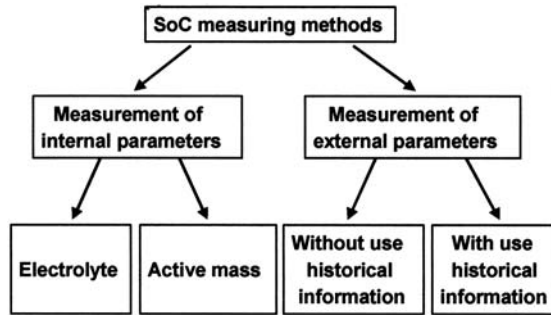 SoC measuring methods
Measurement of
internal parameters
Measurement of
external parameters
Electrolyte
Active mass
Without use
historical
information
With use
historical
information